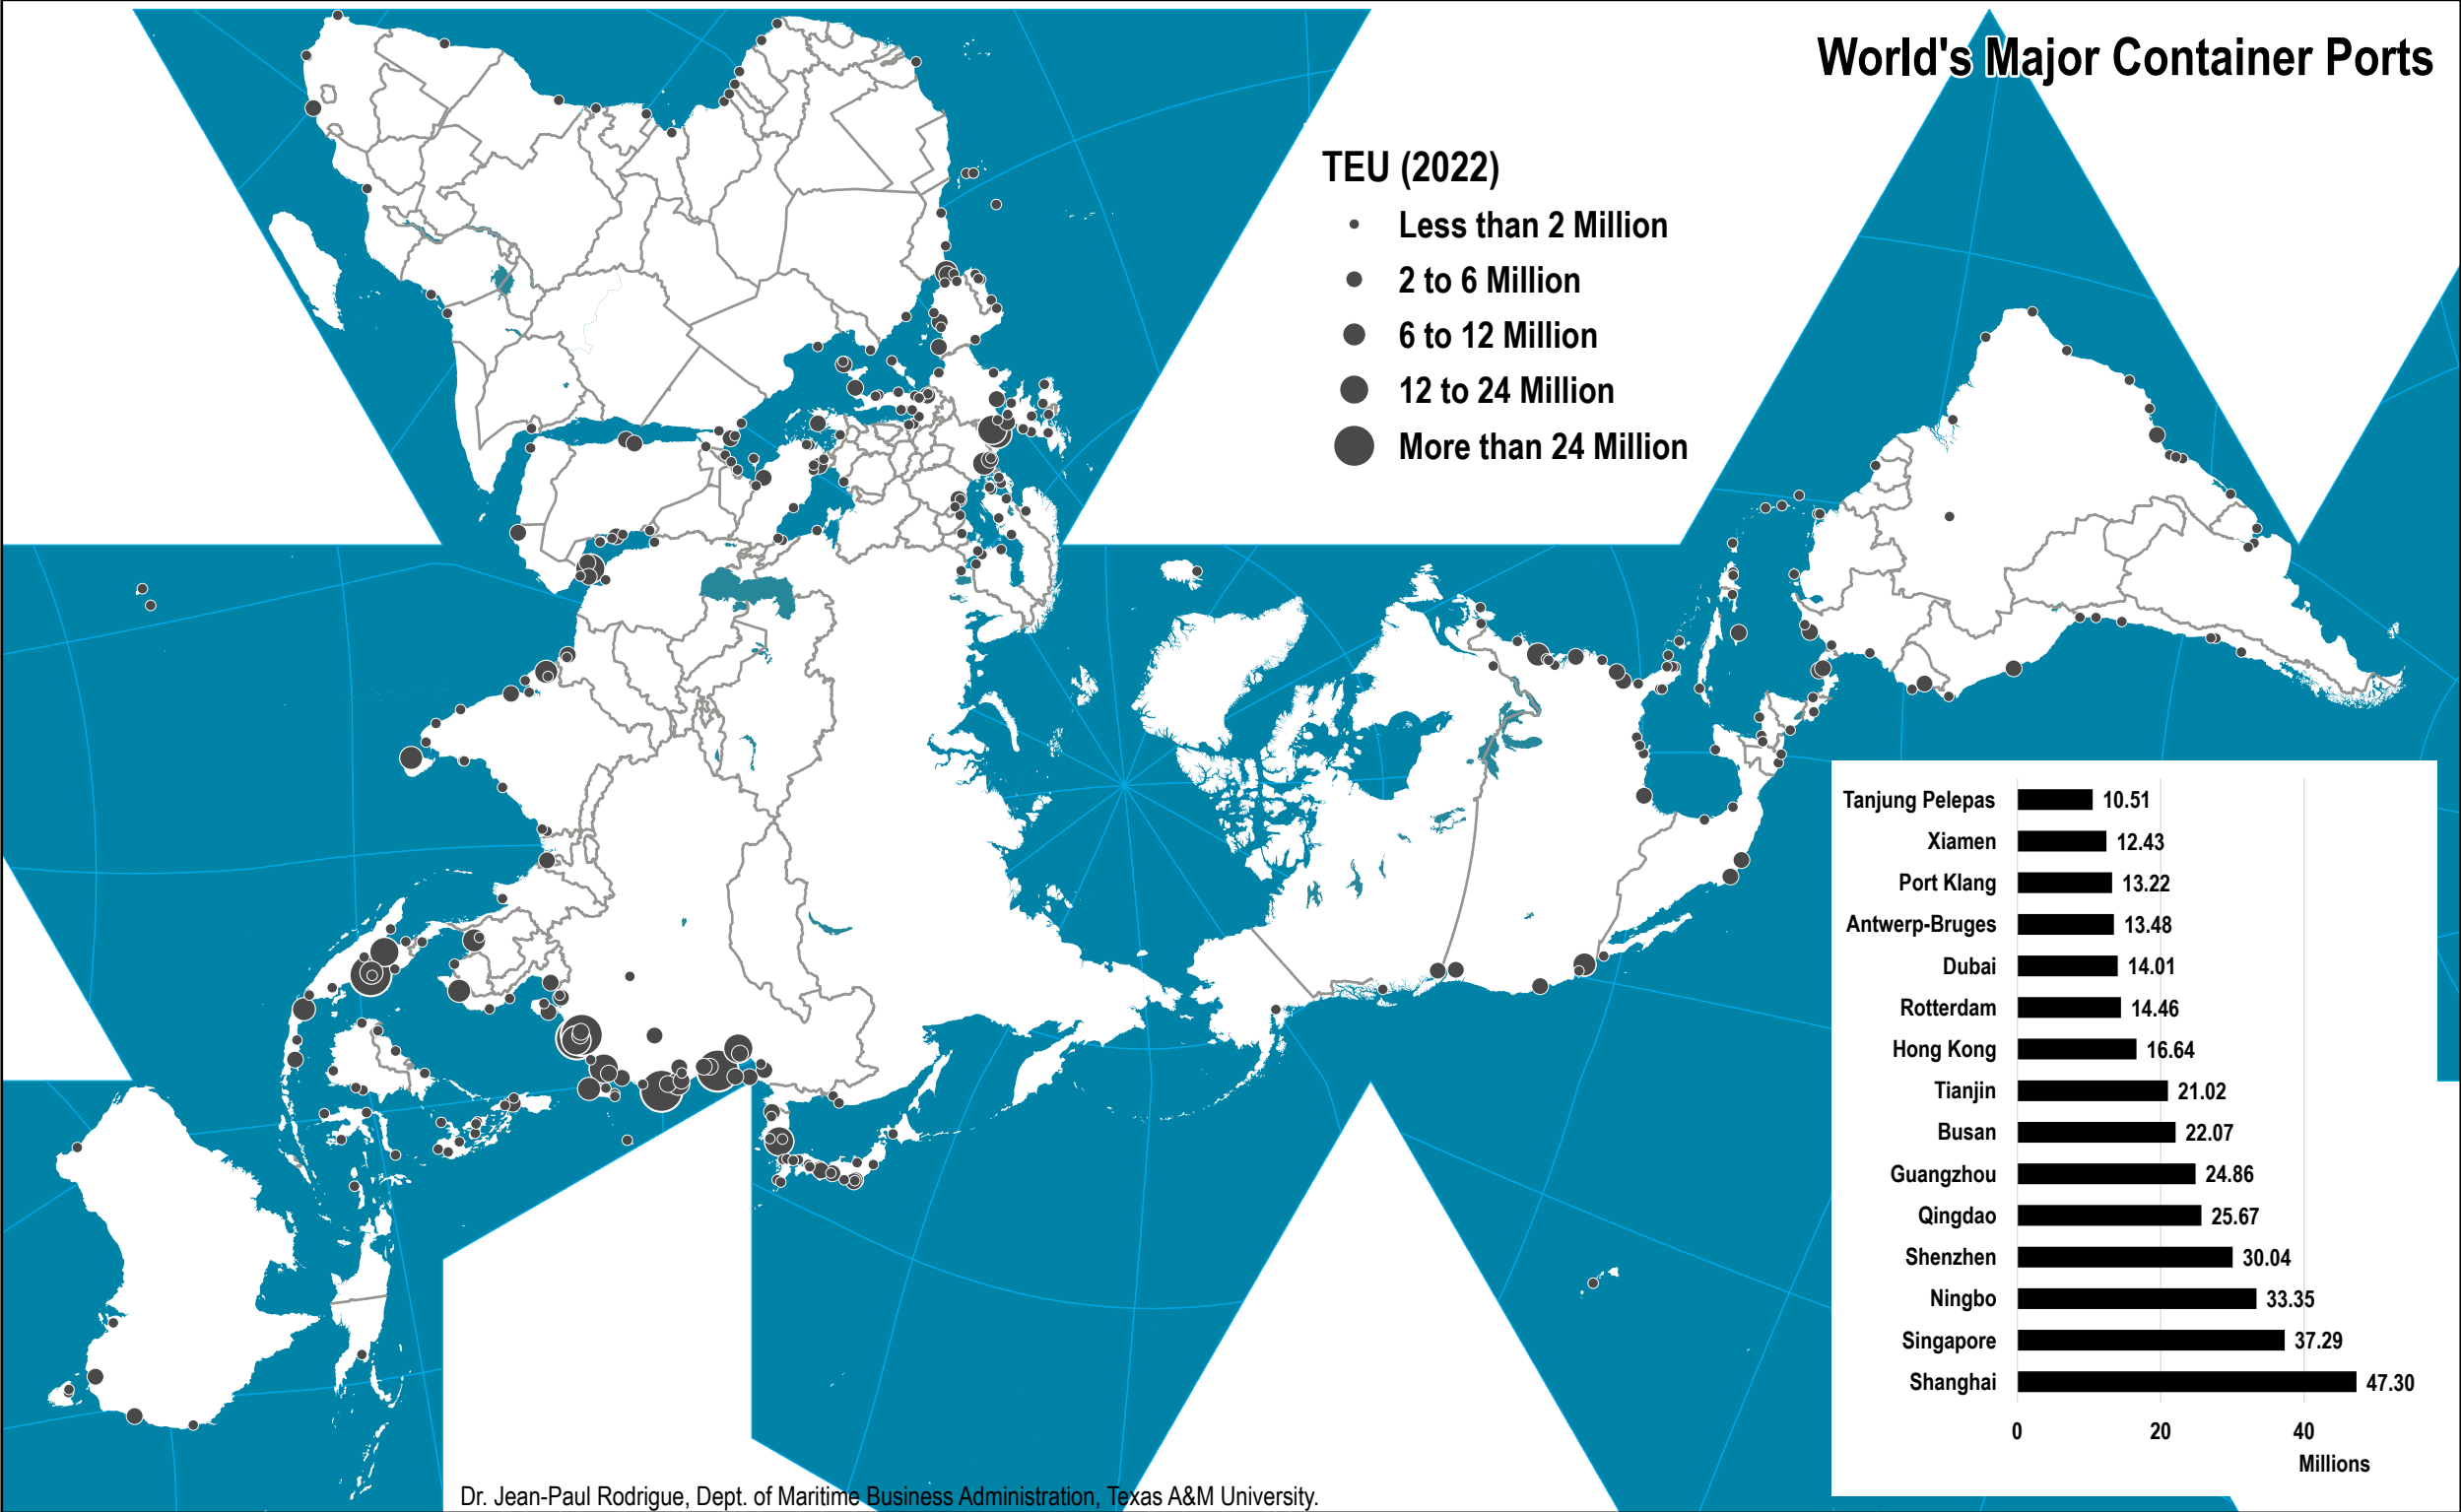 World's Major Container Ports
TEU (2022)
Less than 2 Million
2 to 6 Million
6 to 12 Million
12 to 24 Million
More than 24 Million
Tanjung Pelepas 10.51
Xiamen 12.43
Port Klang 13.22
Antwerp-Bruges 13.48
Dubai 14.01
Rotterdam 14.46
Hong Kong 16.64
Tianjin 21.02
Busan 22.07
Guangzhou 24.86
Qingdao 25.67
Shenzhen 30.04
Ningbo 33.35
Singapore 37.29
Shanghai 47.30
0 20 40
Millions
Dr. Jean-Paul Rodrigue, Dept. of Maritime Business Administration, Texas A&M University.